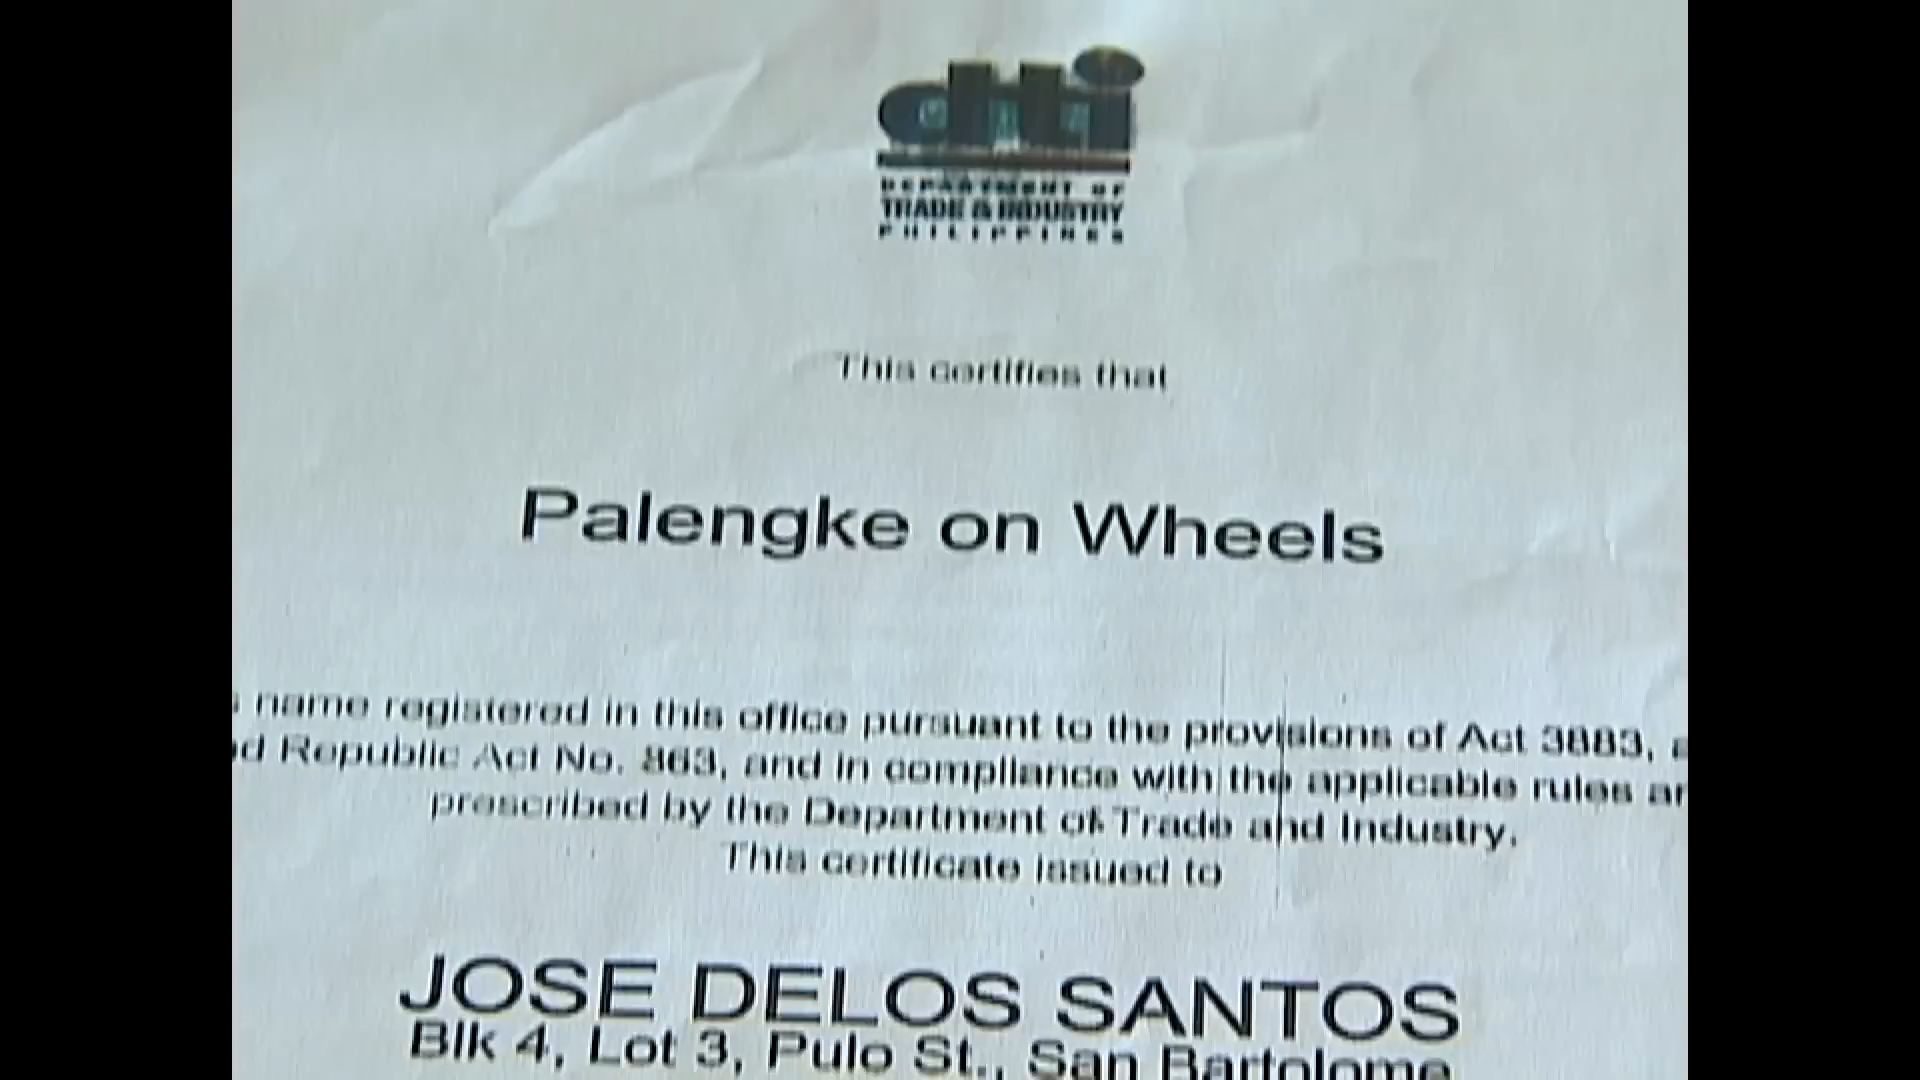 DEPARTMENT OF
TRADE & INDUSTRY
PHILIPPINES
This certifies that
Palengke on Wheels
name registered in this office pursuant to the provisions of Act 3883,
Republic Act No. 863, and in compliance with the applicable rules
prescribed by the Department of Trade and Industry.
This certificate issued to
JOSE DELOS SANTOS
Blk 4, Lot 3, Pulo St., San Bartolome